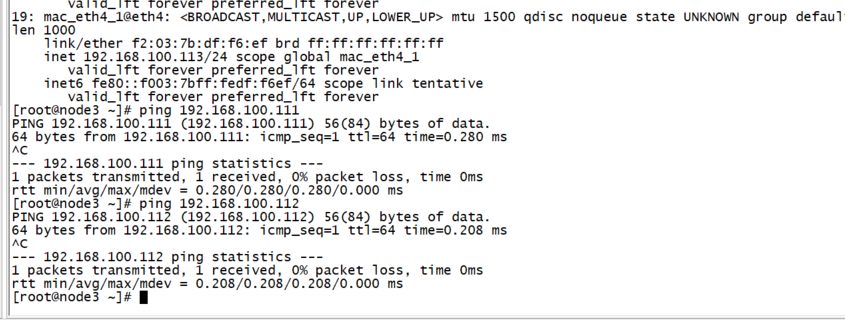 valid_lft forever preferred_lft forever
19: mac_eth4_1@eth4: <BROADCAST,MULTICAST,UP,LOWER_UP> mtu 1500 qdisc noqueue state UNKNOWN group defaul
len 1000
link/ether f2:03:7b:df:f6:ef brd ff:ff:ff:ff:ff:ff
inet 192.168.100.113/24 scope global mac_eth4_1
valid_lft forever preferred_lft forever
inet6 fe80::f003:7bff:fedf:f6ef/64 scope link tentative
valid_lft forever preferred_lft forever
[root@node3 ~]# ping 192.168.100.111
PING 192.168.100.111 (192.168.100.111) 56(84) bytes of data.
64 bytes from 192.168.100.111: icmp_seq=1 ttl=64 time=0.280 ms
^C
--- 192.168.100.111 ping statistics ---
1 packets transmitted, 1 received, 0% packet loss, time 0ms
rtt min/avg/max/mdev = 0.280/0.280/0.280/0.000 ms
[root@node3 ~]# ping 192.168.100.112
PING 192.168.100.112 (192.168.100.112) 56(84) bytes of data.
64 bytes from 192.168.100.112: icmp_seq=1 ttl=64 time=0.208 ms
^C
--- 192.168.100.112 ping statistics ---
1 packets transmitted, 1 received, 0% packet loss, time 0ms
rtt min/avg/max/mdev = 0.208/0.208/0.208/0.000 ms
[root@node3 ~]#